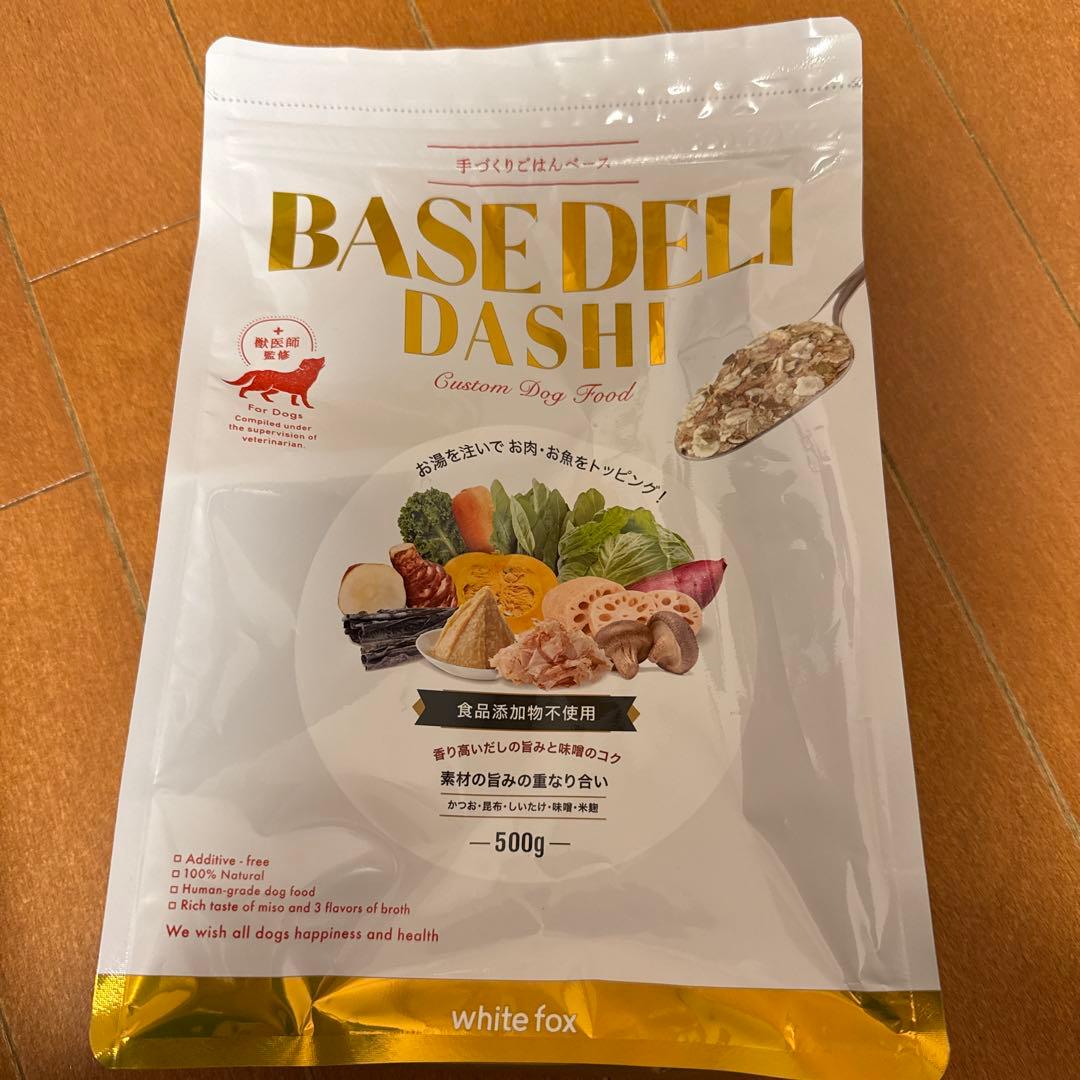 手づくりごはんベース
BASE DELI
DASHI
Custom Dog Food
獣医師
監修
For Dogs
Compiled under
the supervision of
veterinarian.
お湯を注いで お肉・お魚をトッピング!
食品添加物不使用
香り高いだしの旨みと味噌のコク
素材の旨みの重なり合い
かつお・昆布・しいたけ・味噌・米麹
500g
Additive - free
100% Natural
Human-grade dog food
Rich taste of miso and 3 flavors of broth
We wish all dogs happiness and health
white fox